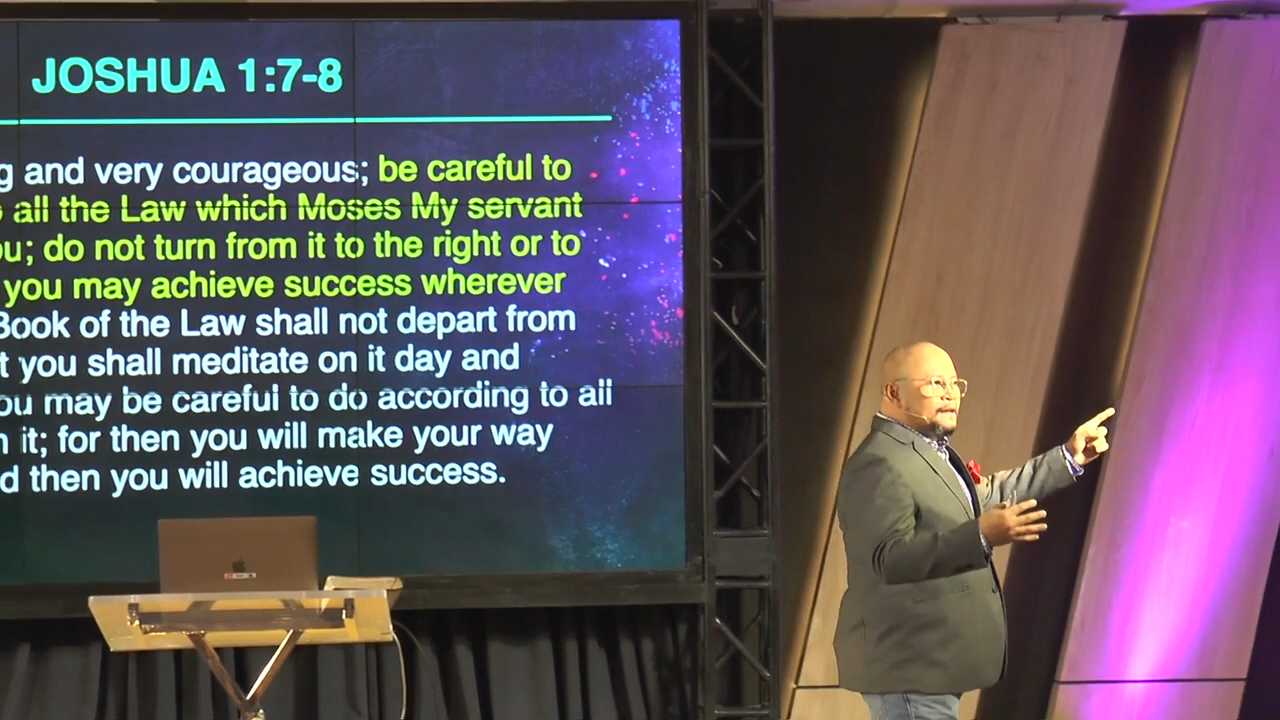 JOSHUA 1:7-8
and very courageous; be careful to
all the Law which Moses My servant
do not turn from it to the right or to
you may achieve success wherever
Book of the Law shall not depart from
you shall meditate on it day and
may be careful to do according to all
it; for then you will make your way
then you will achieve success.